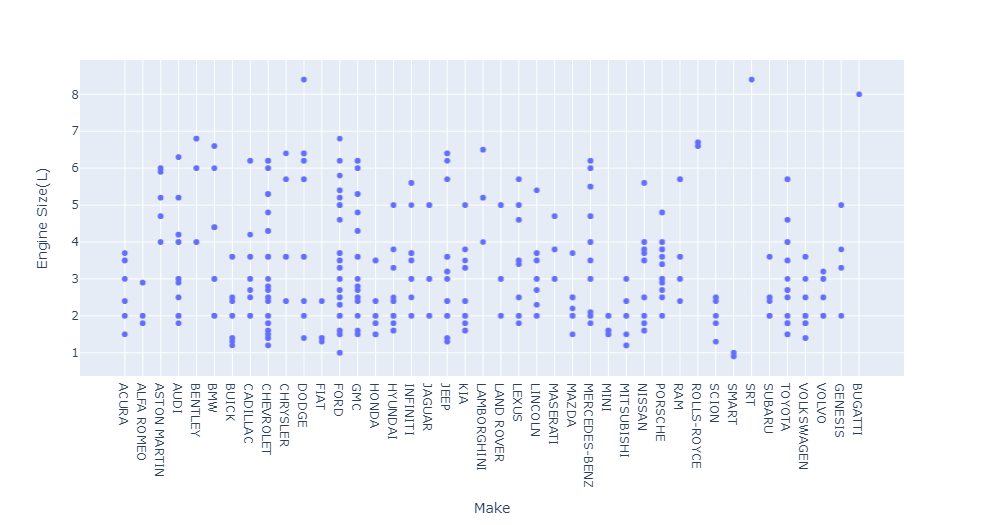 Engine Size(L)
8
7
6
5
4
3
2
1
ACURA
ALFA ROMEO
ASTON MARTIN
AUDI
BENTLEY
BMW
BUICK
CADILLAC
CHEVROLET
CHRYSLER
DODGE
FIAT
FORD
GMC
HONDA
HYUNDAI
INFINITI
JAGUAR
JEEP
KIA
LAMBORGHINI
LAND ROVER
LEXUS
LINCOLN
MASERATI
MAZDA
MERCEDES-BENZ
MINI
MITSUBISHI
NISSAN
PORSCHE
RAM
ROLLS-ROYCE
SCION
SMART
SRT
SUBARU
TOYOTA
VOLKSWAGEN
VOLVO
GENESIS
BUGATTI
Make